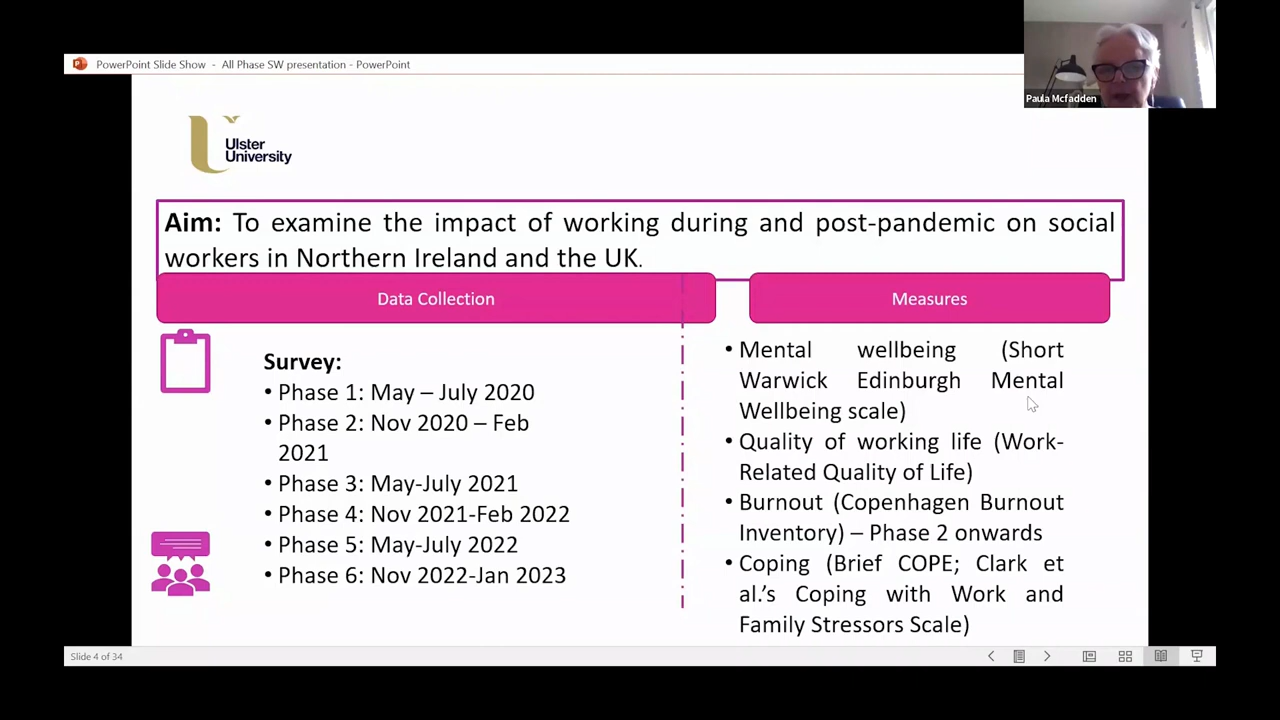 PowerPoint Slide Show - All Phase SW presentation - PowerPoint
Paula Mcfadden
Ulster
University
Aim: To examine the impact of working during and post-pandemic on social
workers in Northern Ireland and the UK.
Data Collection
Survey:
• Phase 1: May – July 2020
• Phase 2: Nov 2020 – Feb
2021
• Phase 3: May-July 2021
• Phase 4: Nov 2021-Feb 2022
• Phase 5: May-July 2022
• Phase 6: Nov 2022-Jan 2023
Measures
• Mental wellbeing (Short
Warwick Edinburgh Mental
Wellbeing scale)
• Quality of working life (Work-
Related Quality of Life)
• Burnout (Copenhagen Burnout
Inventory) – Phase 2 onwards
• Coping (Brief COPE; Clark et
al.’s Coping with Work and
Family Stressors Scale)
Slide 4 of 34